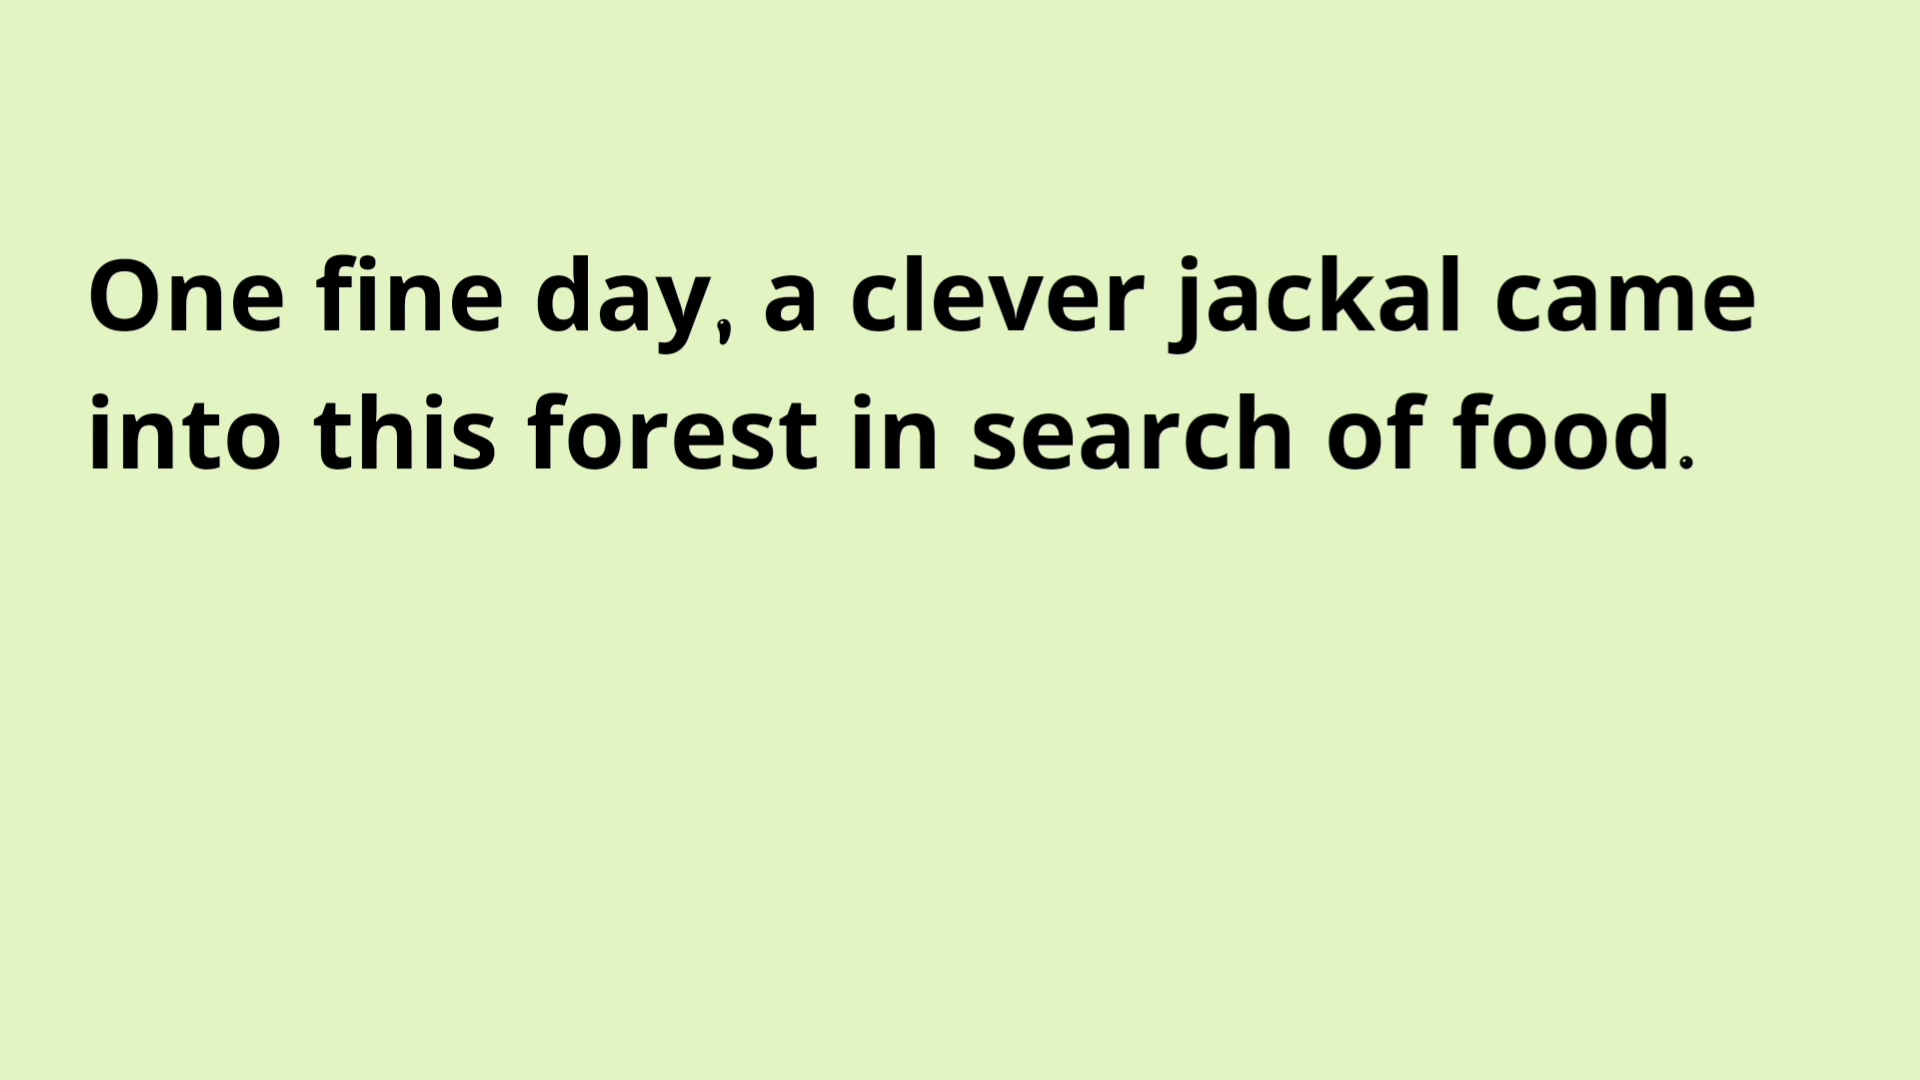 One fine day, a clever jackal came
into this forest in search of food.